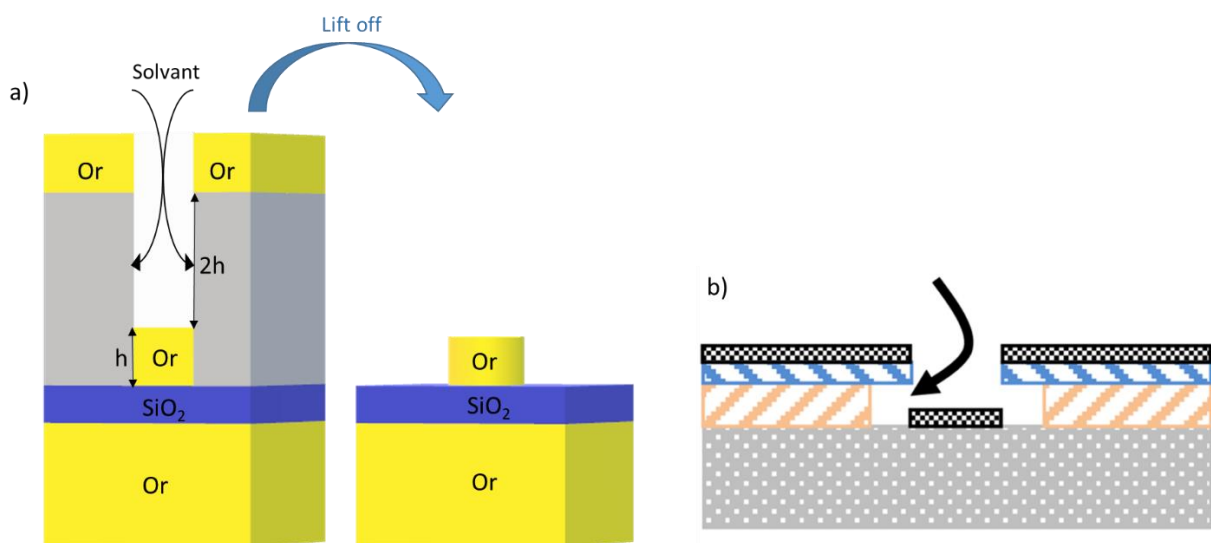 Lift off
Solvant
a)
Or
Or
2h
h
Or
Or
SiO₂
SiO₂
Or
Or
b)